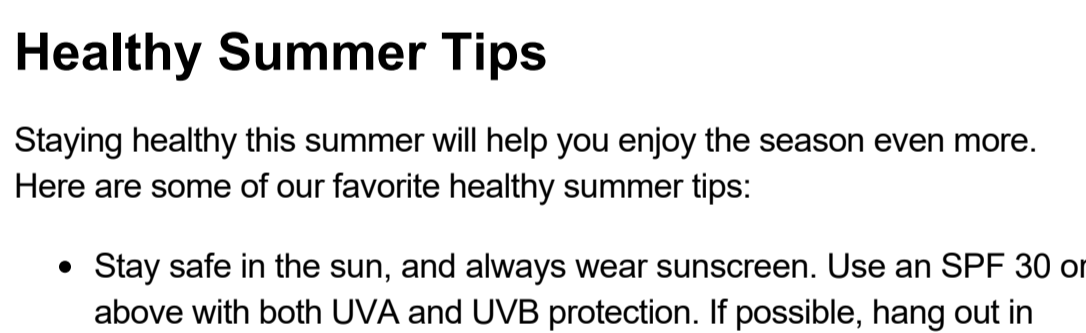 Healthy Summer Tips
Staying healthy this summer will help you enjoy the season even more.
Here are some of our favorite healthy summer tips:
• Stay safe in the sun, and always wear sunscreen. Use an SPF 30 or
above with both UVA and UVB protection. If possible, hang out in